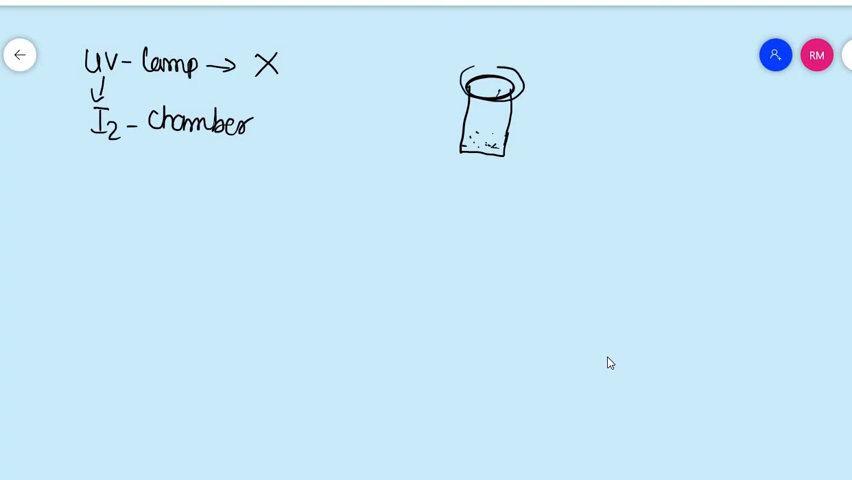 UV - lamp → X
↓
I₂ - chamber
RM